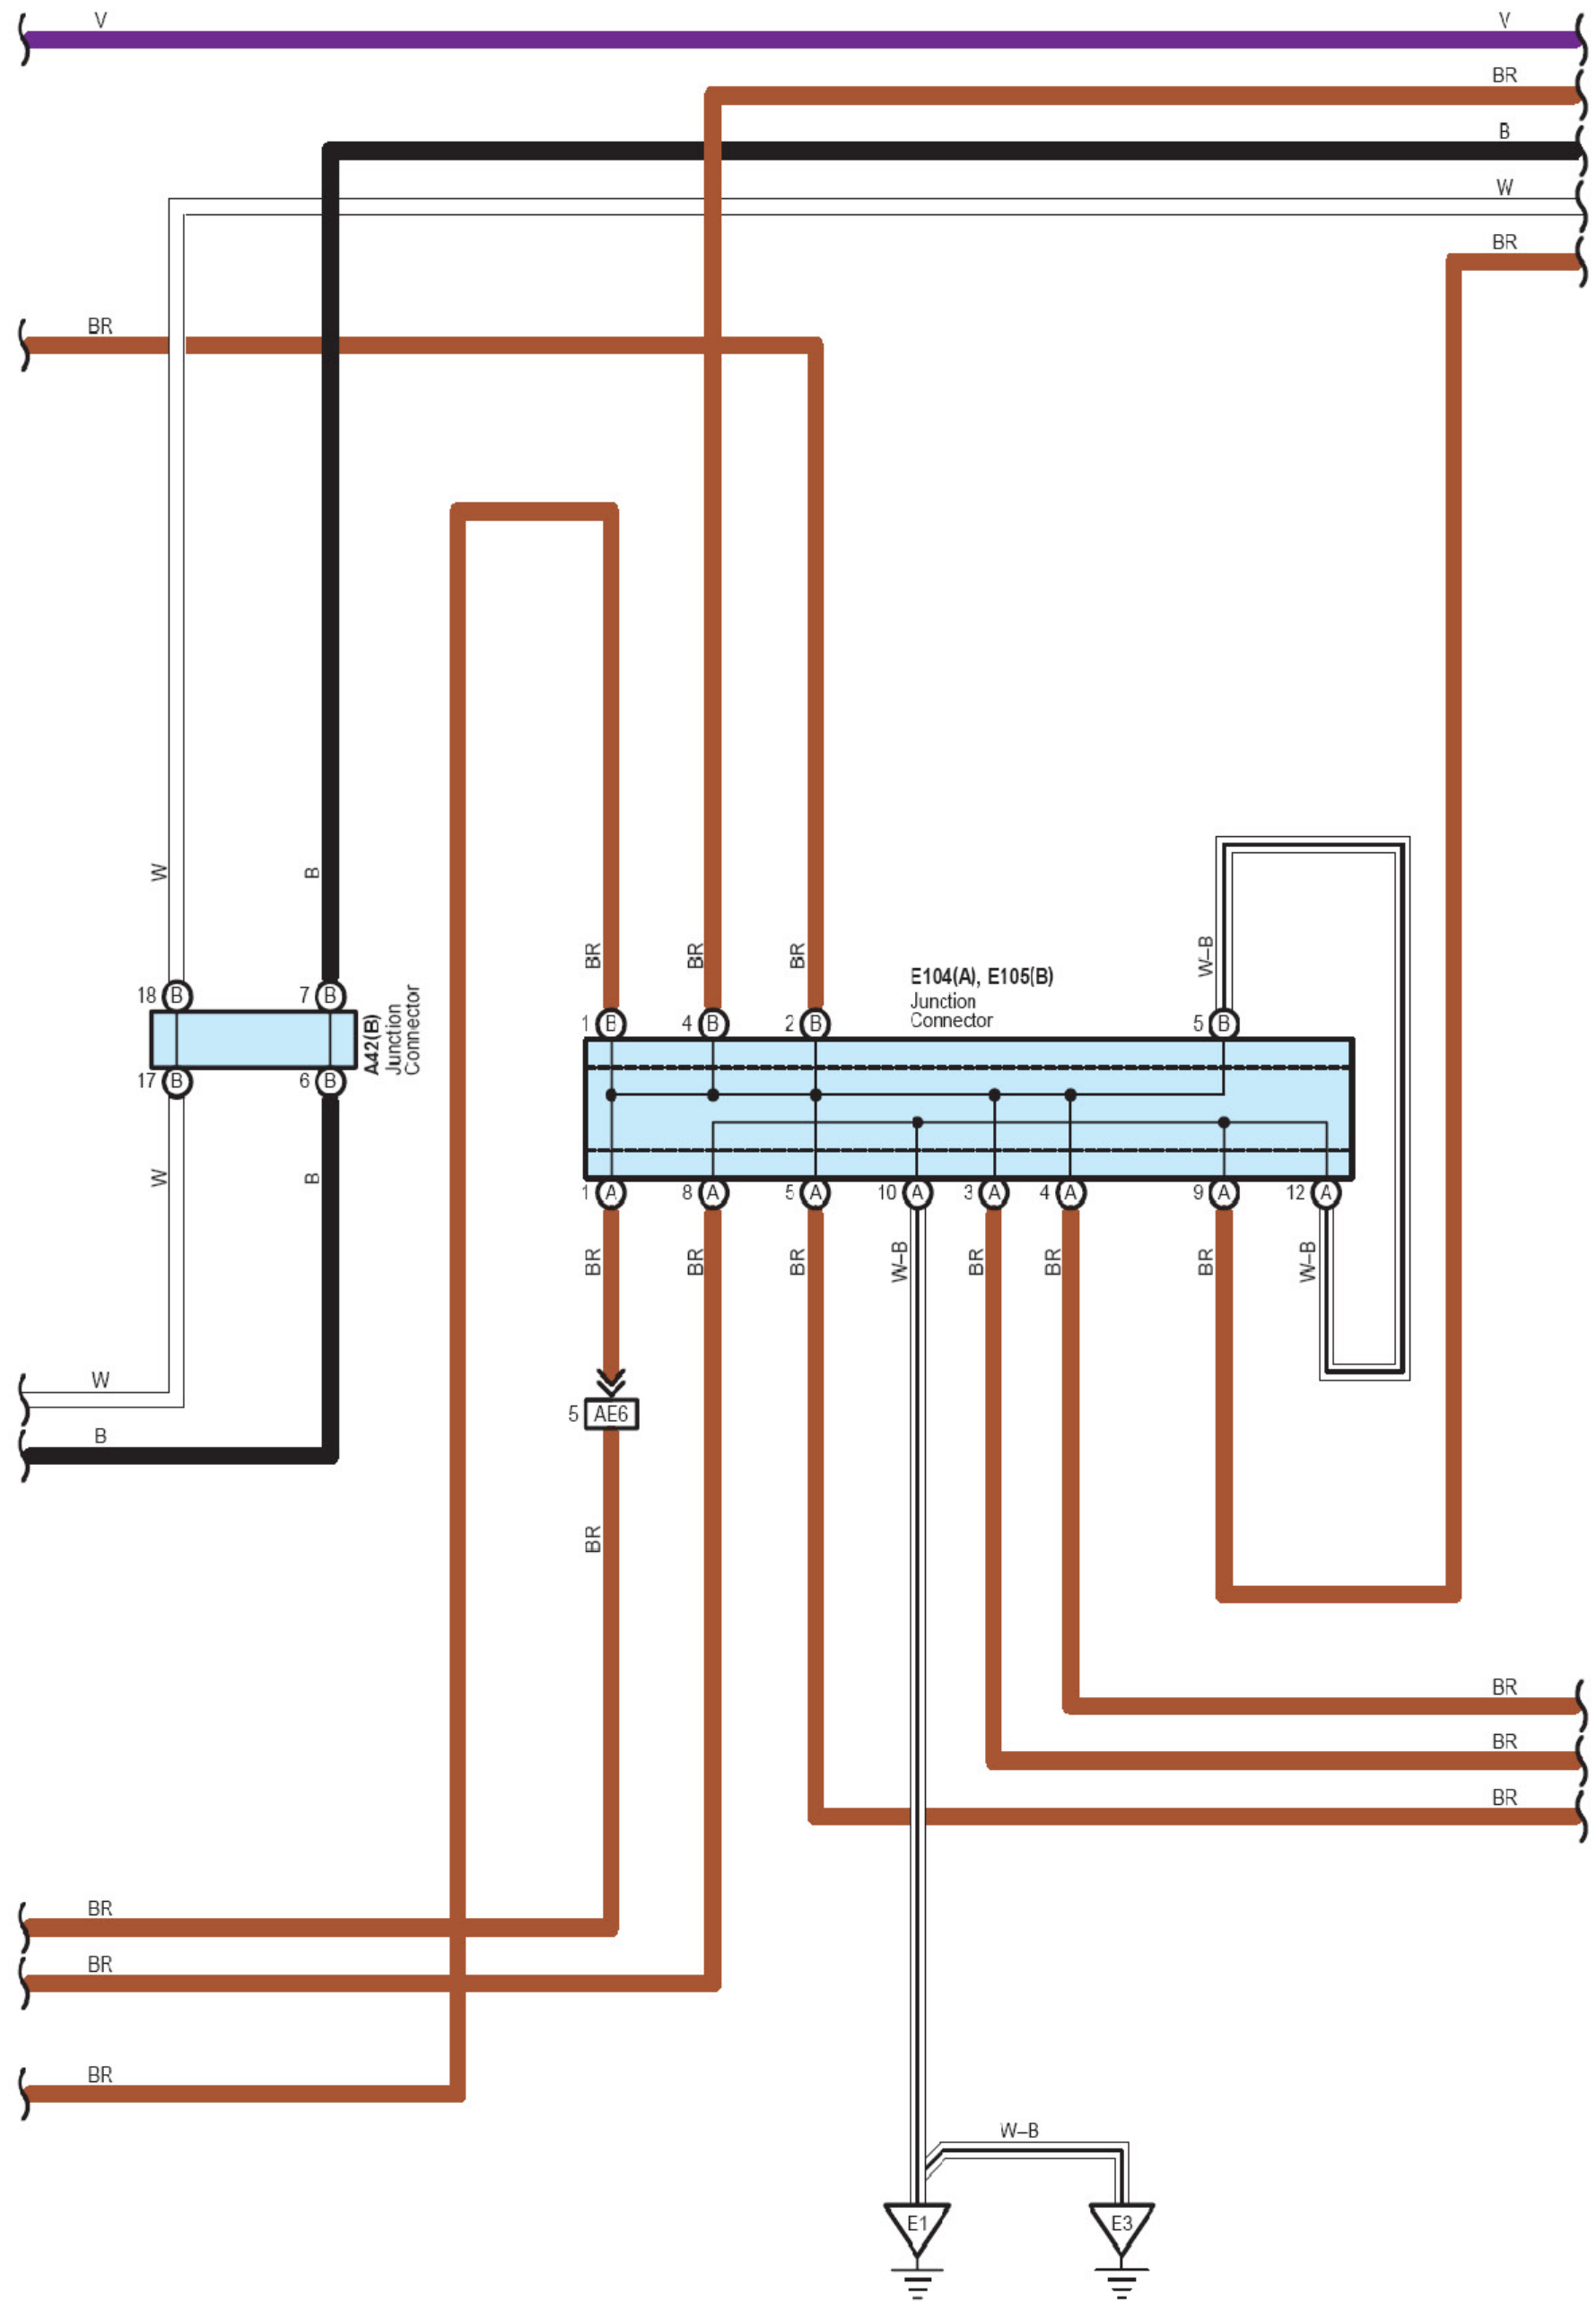 V V
BR
B
W
BR
BR
W B
BR BR BR W–B
E104(A), E105(B)
Junction
Connector
18 B 7 B
A42(B)
Junction
Connector
1 B 4 B 2 B 5 B
17 B 6 B
W B
1 A 8 A 5 A 10 A 3 A 4 A 9 A 12 A
BR BR BR W–B BR BR BR W–B
W
5 AE6
B
BR
BR
BR
BR
BR
BR
BR
W–B
E1 E3